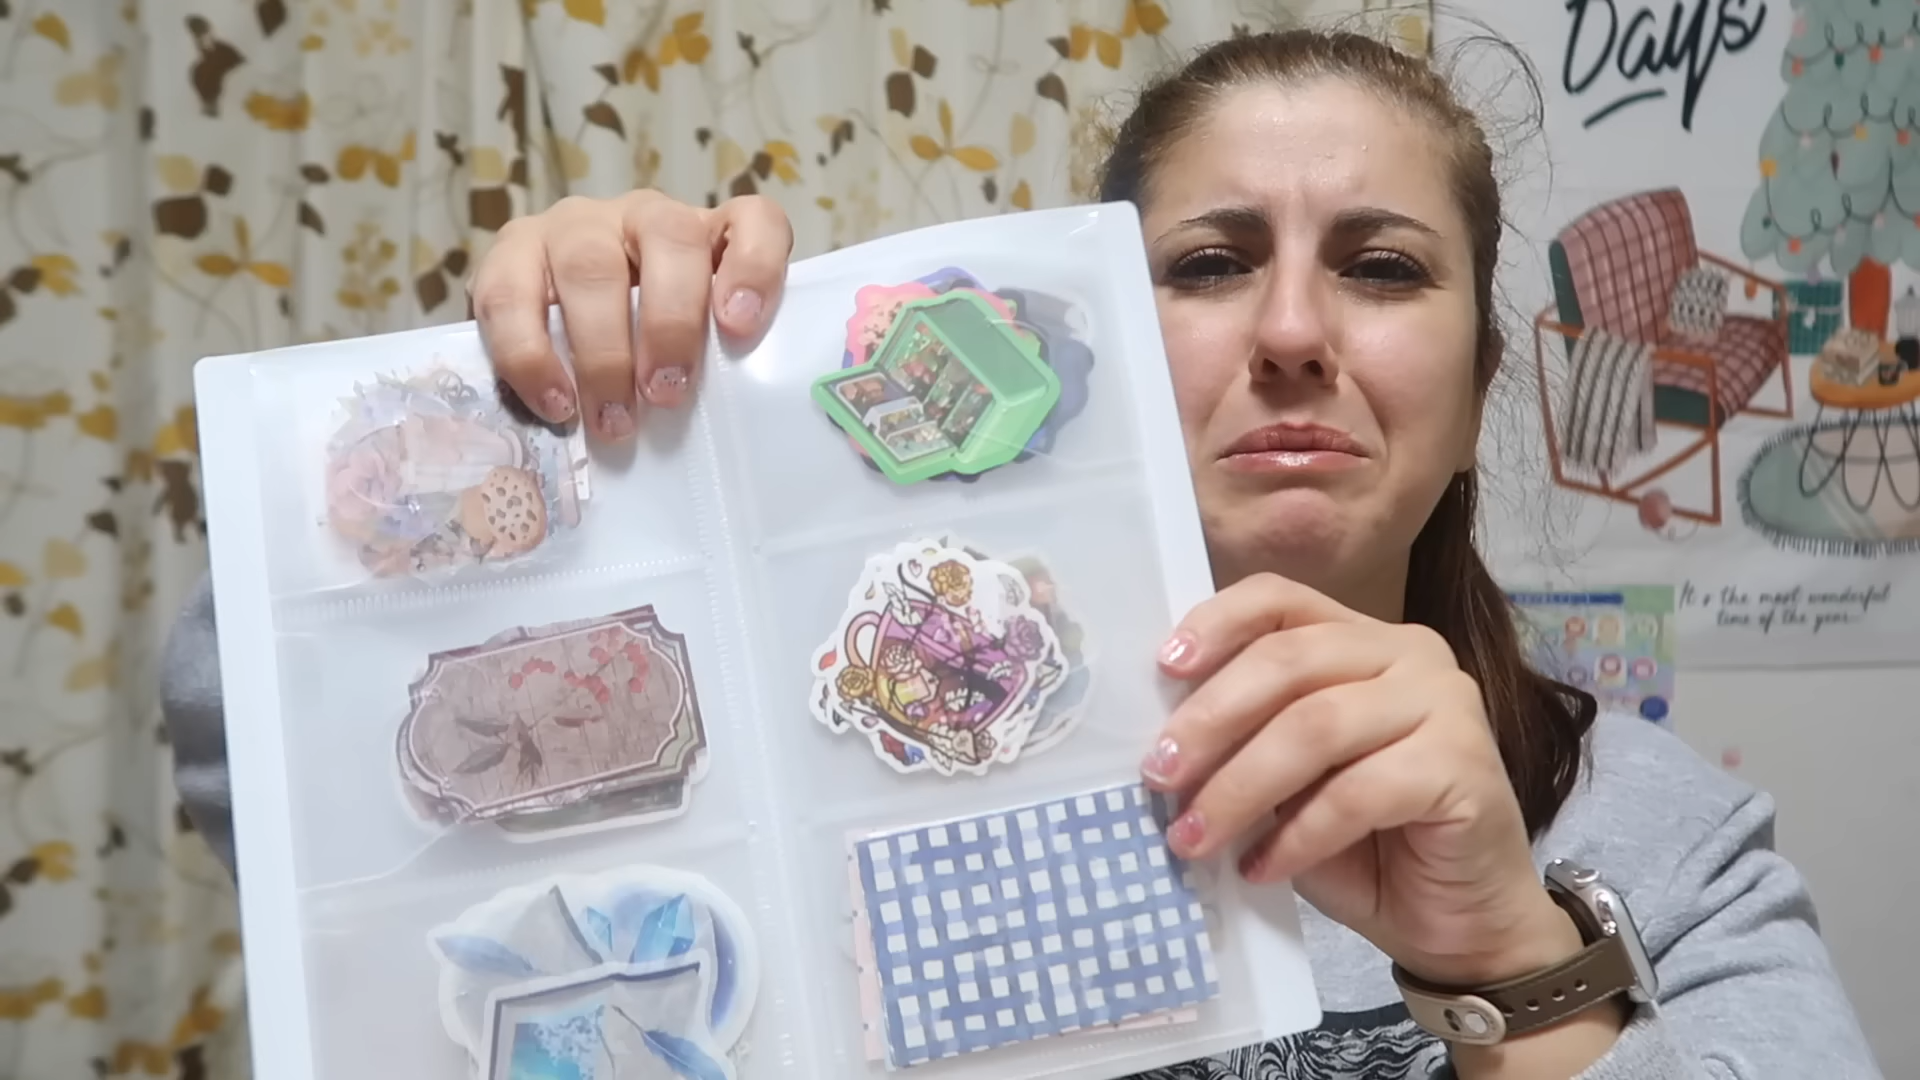 Days
It's the most wonderful
time of the year...